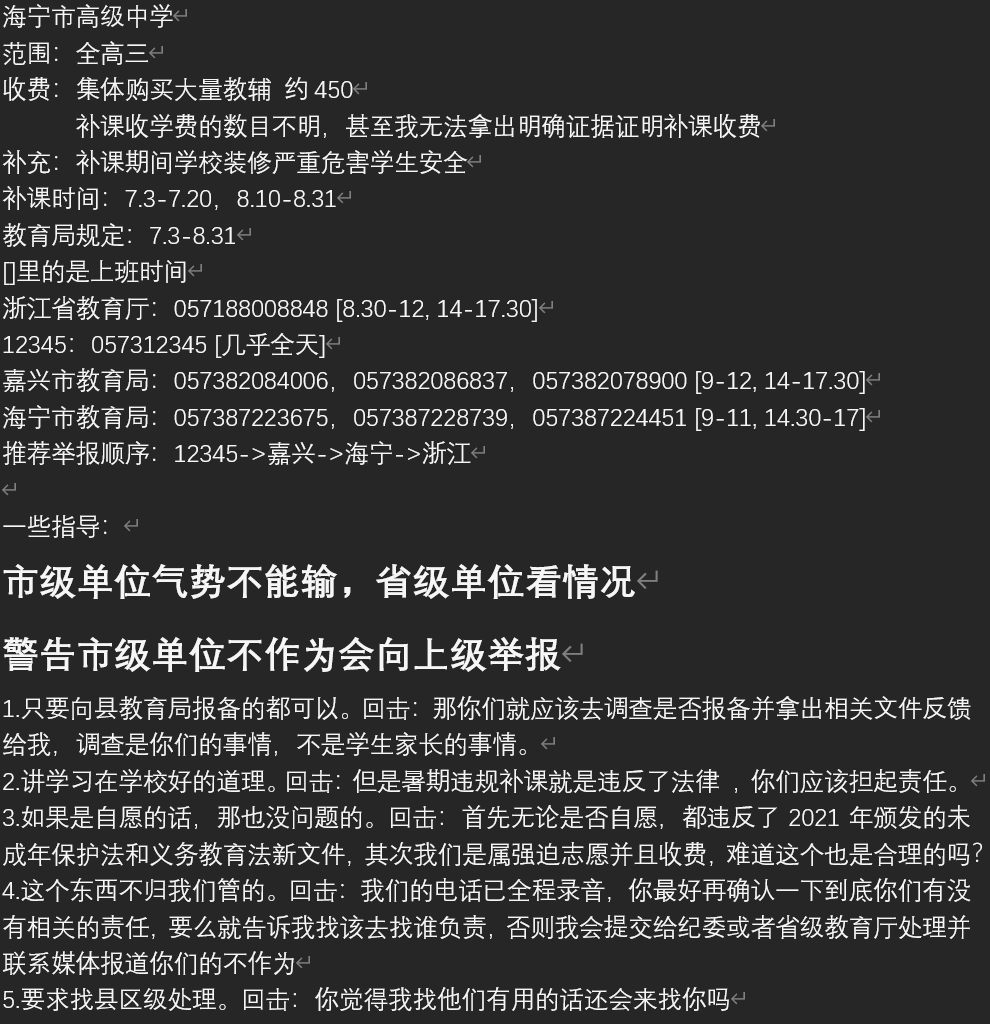 海宁市高级中学
范围：全高三
收费：集体购买大量教辅 约 450
补课收学费的数目不明，甚至我无法拿出明确证据证明补课收费
补充：补课期间学校装修严重危害学生安全
补课时间：7.3-7.20，8.10-8.31
教育局规定：7.3-8.31
[]里的是上班时间
浙江省教育厅：057188008848 [8.30-12, 14-17.30]
12345：057312345 [几乎全天]
嘉兴市教育局：057382084006，057382086837，057382078900 [9-12, 14-17.30]
海宁市教育局：057387223675，057387228739，057387224451 [9-11, 14.30-17]
推荐举报顺序：12345->嘉兴->海宁->浙江
一些指导：
市级单位气势不能输，省级单位看情况
警告市级单位不作为会向上级举报
1.只要向县教育局报备的都可以。回击：那你们就应该去调查是否报备并拿出相关文件反馈
给我，调查是你们的事情，不是学生家长的事情。
2.讲学习在学校好的道理。回击：但是暑期违规补课就是违反了法律 ，你们应该担起责任。
3.如果是自愿的话，那也没问题的。回击：首先无论是否自愿，都违反了 2021 年颁发的未
成年保护法和义务教育法新文件，其次我们是属强迫志愿并且收费，难道这个也是合理的吗？
4.这个东西不归我们管的。回击：我们的电话已全程录音，你最好再确认一下到底你们有没
有相关的责任，要么就告诉我找该去找谁负责，否则我会提交给纪委或者省级教育厅处理并
联系媒体报道你们的不作为
5.要求找县区级处理。回击：你觉得我找他们有用的话还会来找你吗